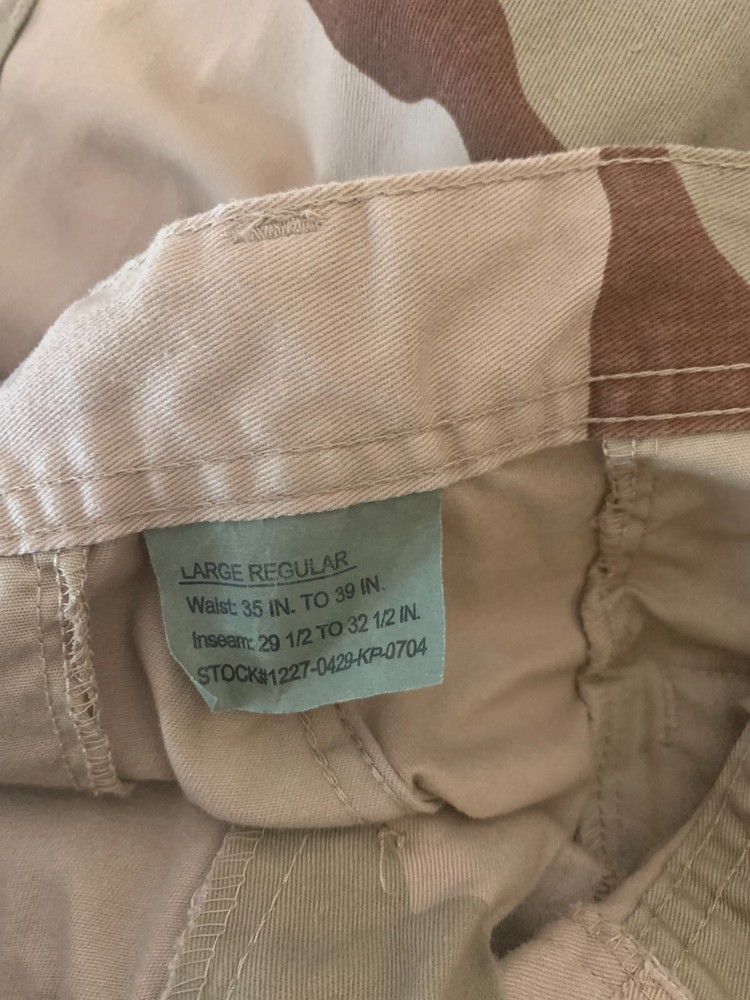 LARGE REGULAR
Waist: 35 IN. TO 39 IN.
Inseam: 29 1/2 TO 32 1/2 IN.
STOCK#1227-0429-KP-0704